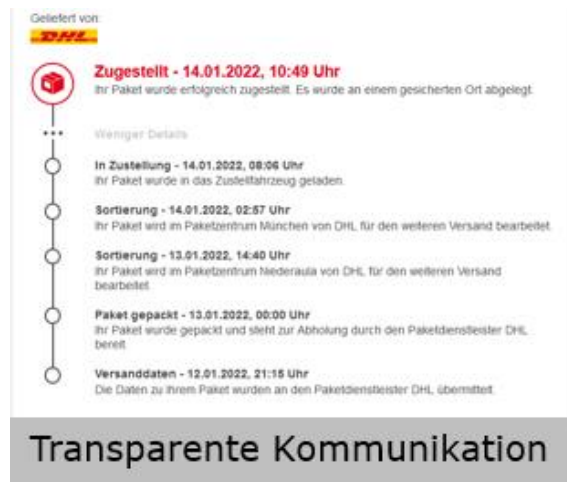 Geliefert von:
DHL
Zugestellt - 14.01.2022, 10:49 Uhr
Ihr Paket wurde erfolgreich zugestellt. Es wurde an einem gesicherten Ort abgelegt.
Weniger Details
In Zustellung - 14.01.2022, 08:06 Uhr
Ihr Paket wurde in das Zustellfahrzeug geladen.
Sortierung - 14.01.2022, 02:57 Uhr
Ihr Paket wird im Paketzentrum München von DHL für den weiteren Versand bearbeitet.
Sortierung - 13.01.2022, 14:40 Uhr
Ihr Paket wird im Paketzentrum Niederaula von DHL für den weiteren Versand
bearbeitet.
Paket gepackt - 13.01.2022, 00:00 Uhr
Ihr Paket wurde gepackt und steht zur Abholung durch den Paketdienstleister DHL
bereit.
Versanddaten - 12.01.2022, 21:15 Uhr
Die Daten zu Ihrem Paket wurden an den Paketdienstleister DHL übermittelt.
Transparente Kommunikation